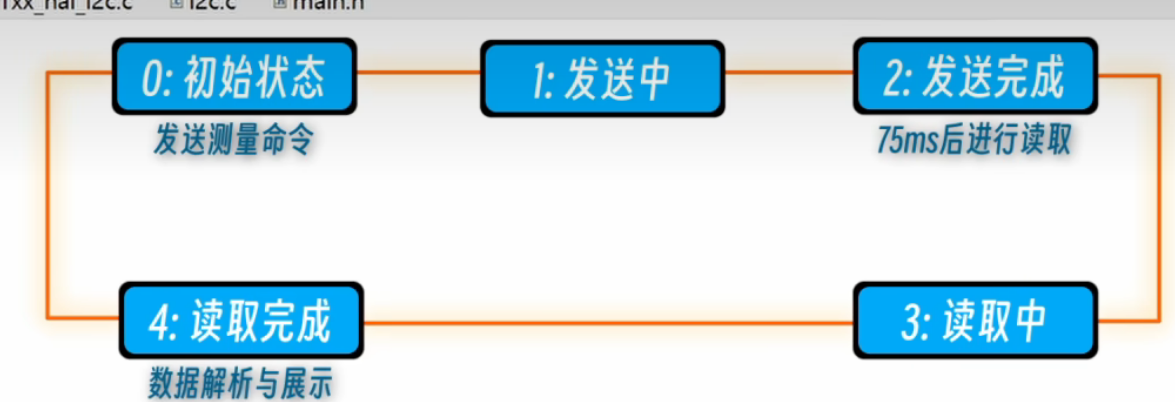 i2c.c
main.h
0: 初始状态
1: 发送中
2: 发送完成
发送测量命令
75ms后进行读取
4: 读取完成
3: 读取中
数据解析与展示